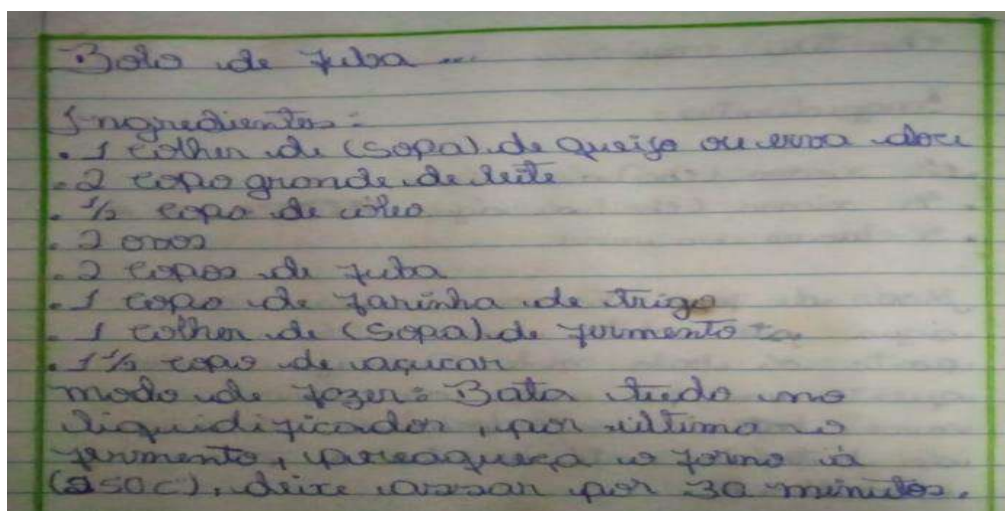 Bolo de fuba ...
Ingredientes:
. 1 colher de (sopa) de queijo ou erva doce
. 2 copo grande de leite
. 1/2 copo de óleo
. 2 ovos
. 2 copos de fuba
. 1 copo de farinha de trigo
. 1 colher de (sopa) de fermento
. 1 1/2 copo de açucar
modo de fazer: Bata tudo no
liquidificador, por último o
fermento, preaqueça o forno à
(250C), deixe assar por 30 minutos.